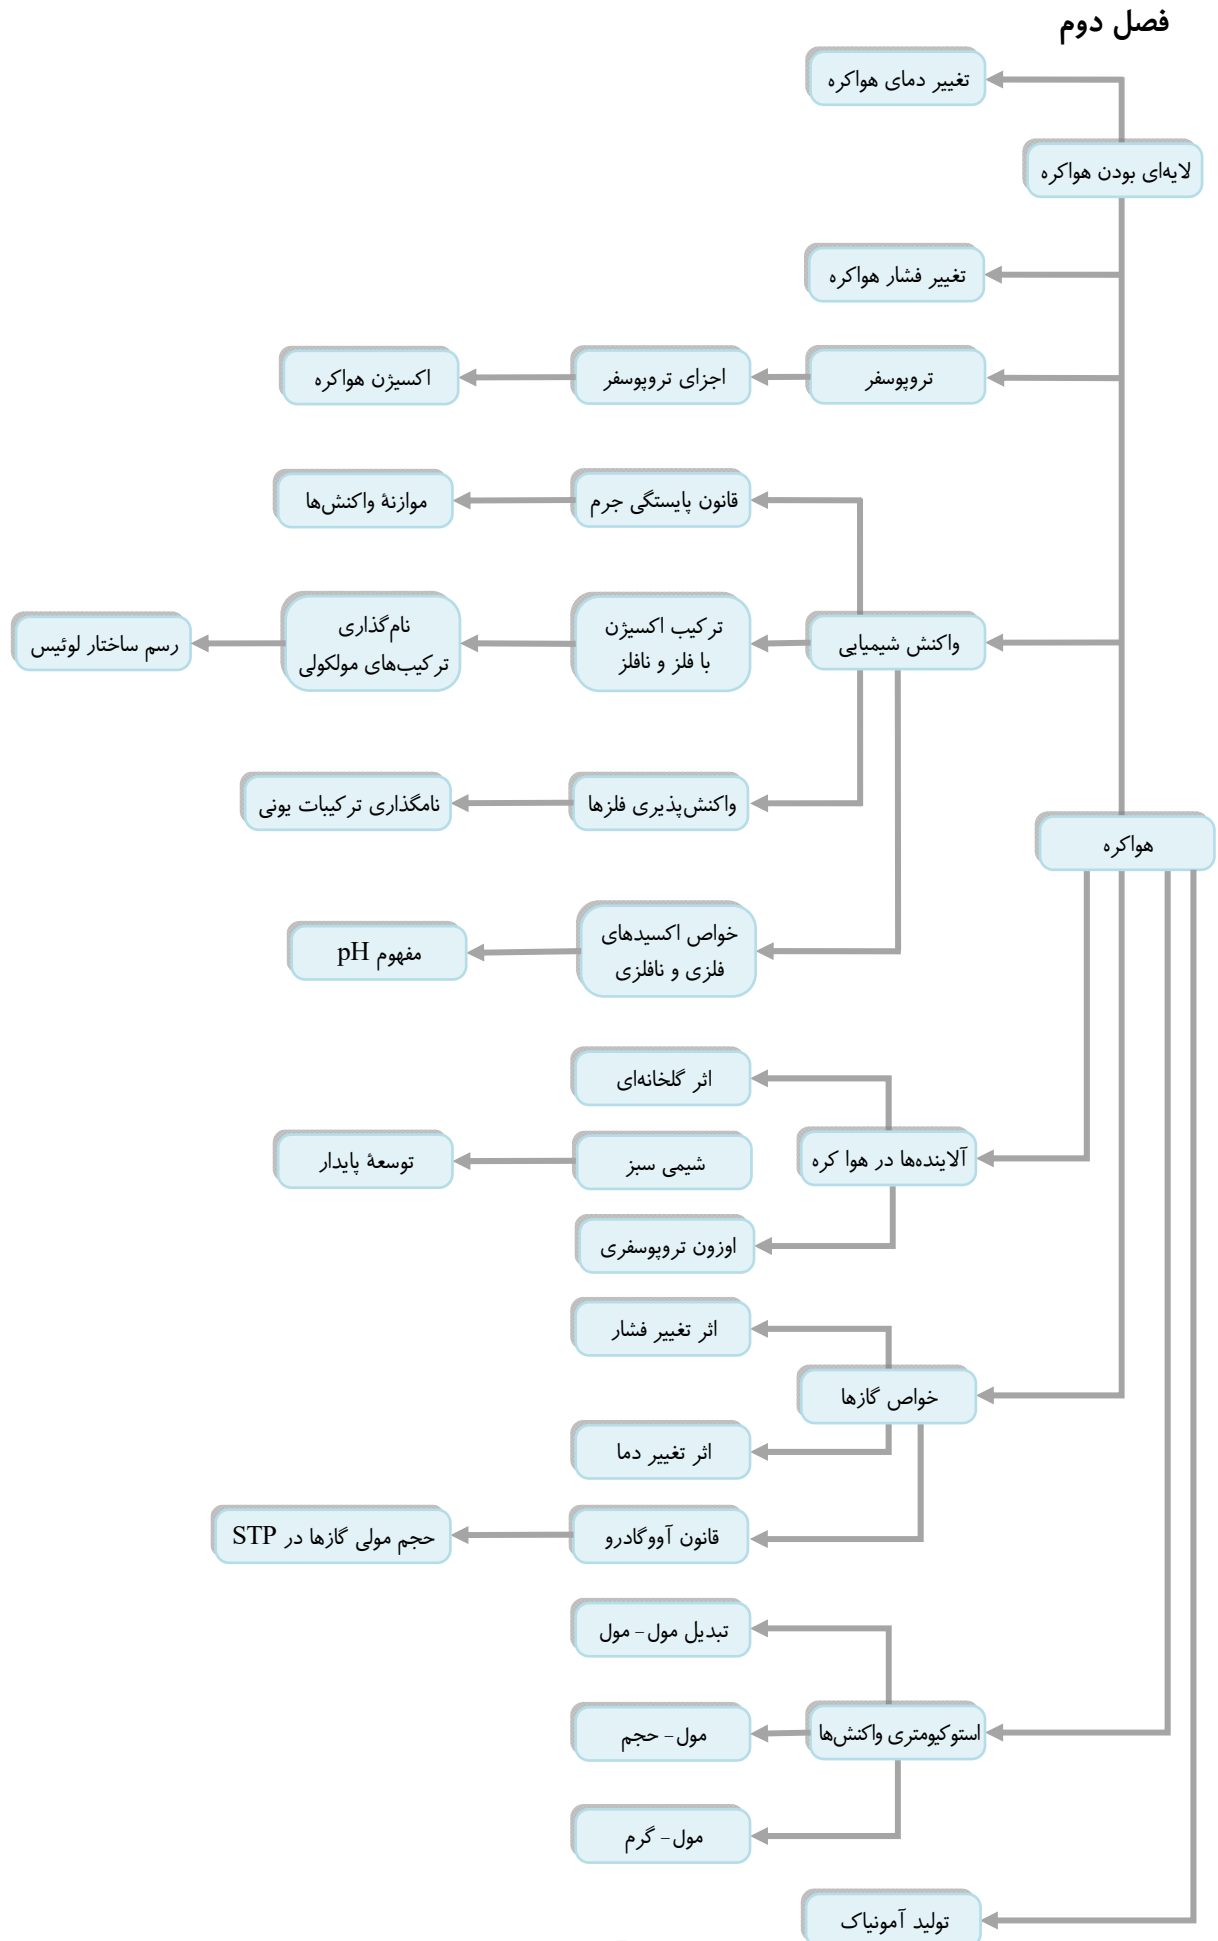 فصل دوم
تغییر دمای هواکره
لایه‌ای بودن هواکره
تغییر فشار هواکره
تروپوسفر
اجزای تروپوسفر
اکسیژن هواکره
قانون پایستگی جرم
موازنهٔ واکنش‌ها
واکنش شیمیایی
ترکیب اکسیژن
با فلز و نافلز
نام‌گذاری
ترکیب‌های مولکولی
رسم ساختار لوئیس
واکنش‌پذیری فلزها
نامگذاری ترکیبات یونی
هواکره
خواص اکسیدهای
فلزی و نافلزی
مفهوم pH
اثر گلخانه‌ای
آلاینده‌ها در هوا کره
شیمی سبز
توسعهٔ پایدار
اوزون تروپوسفری
اثر تغییر فشار
خواص گازها
اثر تغییر دما
قانون آووگادرو
حجم مولی گازها در STP
تبدیل مول- مول
استوکیومتری واکنش‌ها
مول- حجم
مول- گرم
تولید آمونیاک